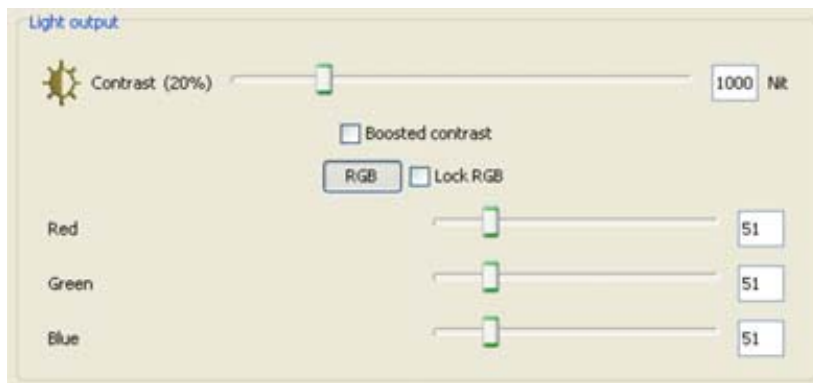 Light output
Contrast (20%) 1000 Nit
Boosted contrast
RGB Lock RGB
Red 51
Green 51
Blue 51